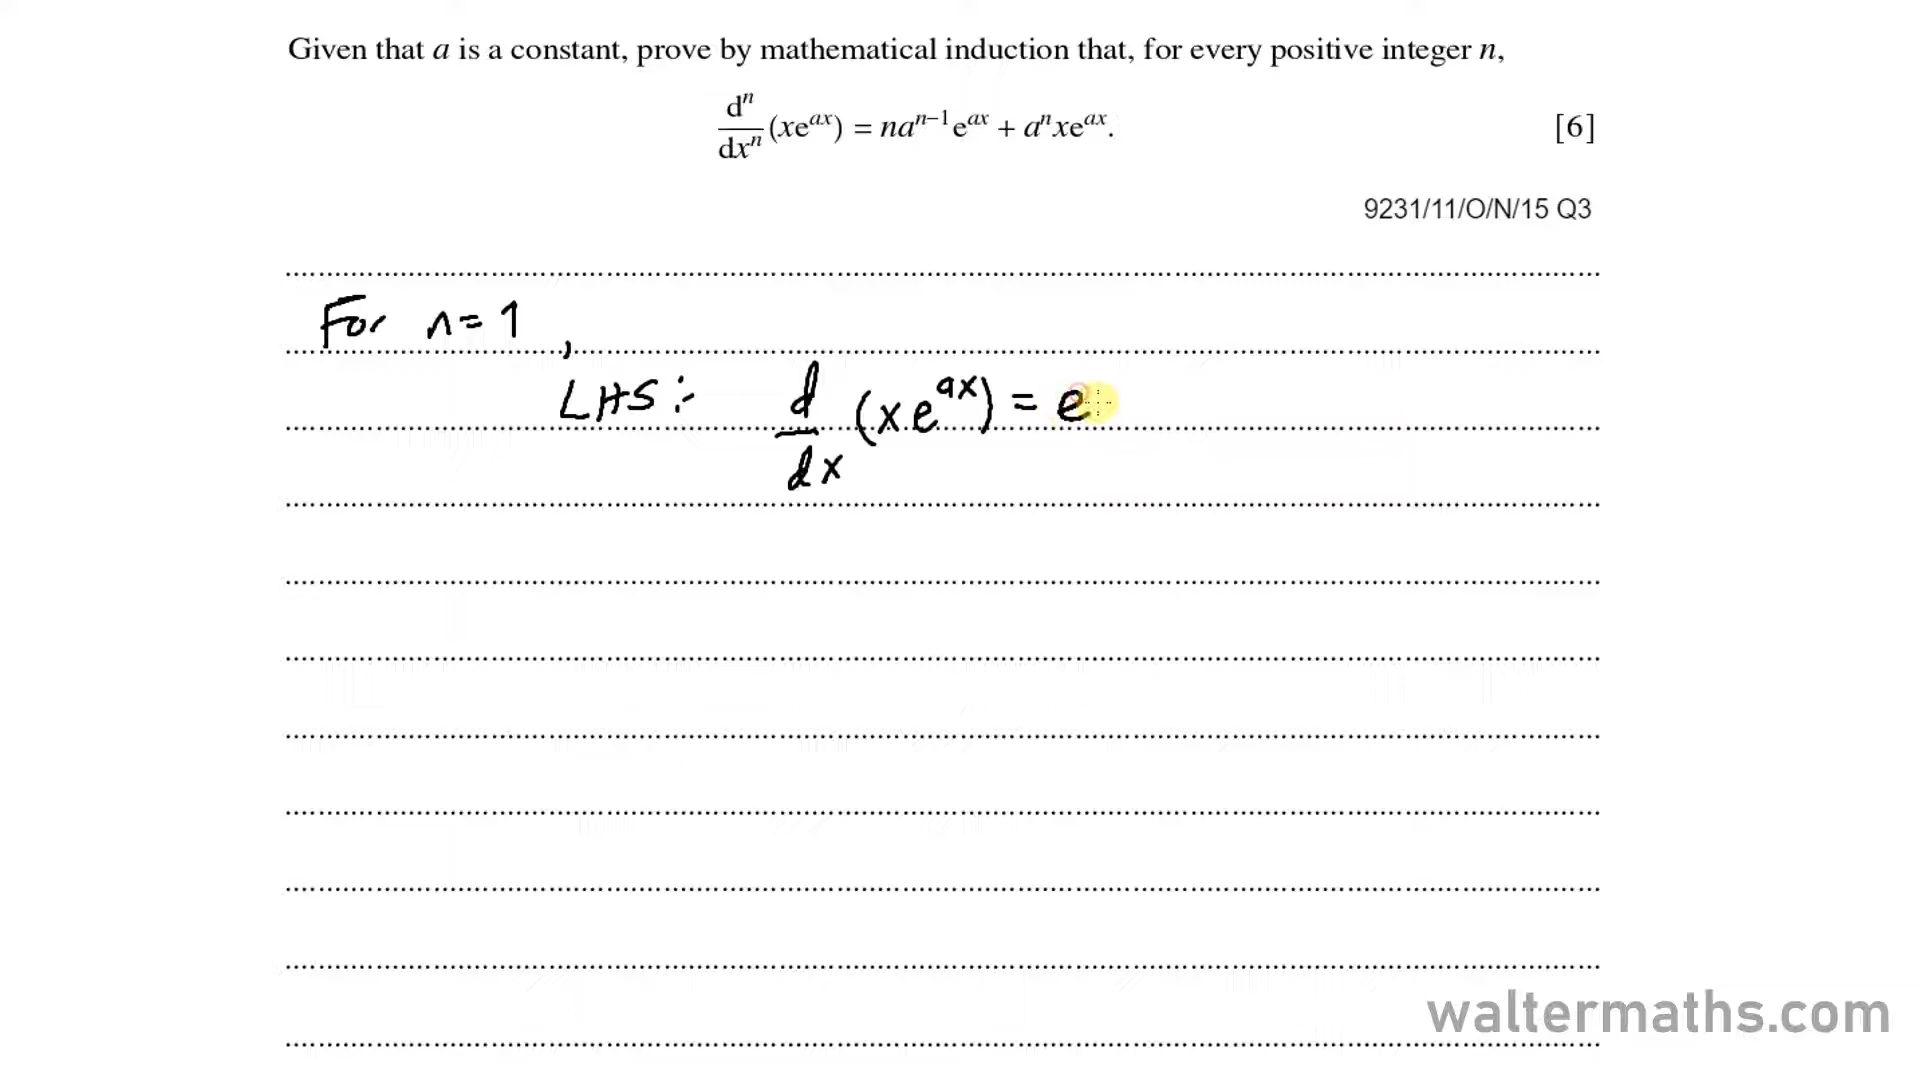 Given that a is a constant, prove by mathematical induction that, for every positive integer n,
dⁿ/dxⁿ (xeᵃˣ) = naⁿ⁻¹eᵃˣ + aⁿxeᵃˣ. [6]
9231/11/O/N/15 Q3
For n=1,
LHS:- d/dx (xeᵃˣ) = e
waltermaths.com